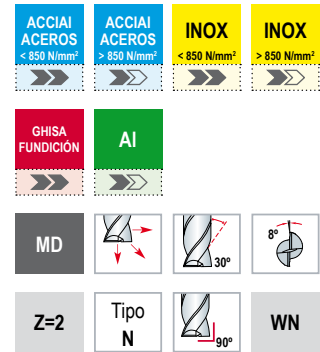 ACCIAI
ACEROS
< 850 N/mm²
ACCIAI
ACEROS
> 850 N/mm²
INOX
< 850 N/mm²
INOX
> 850 N/mm²
GHISA
FUNDICIÓN
Al
MD
30°
8°
Z=2
Tipo
N
90°
WN